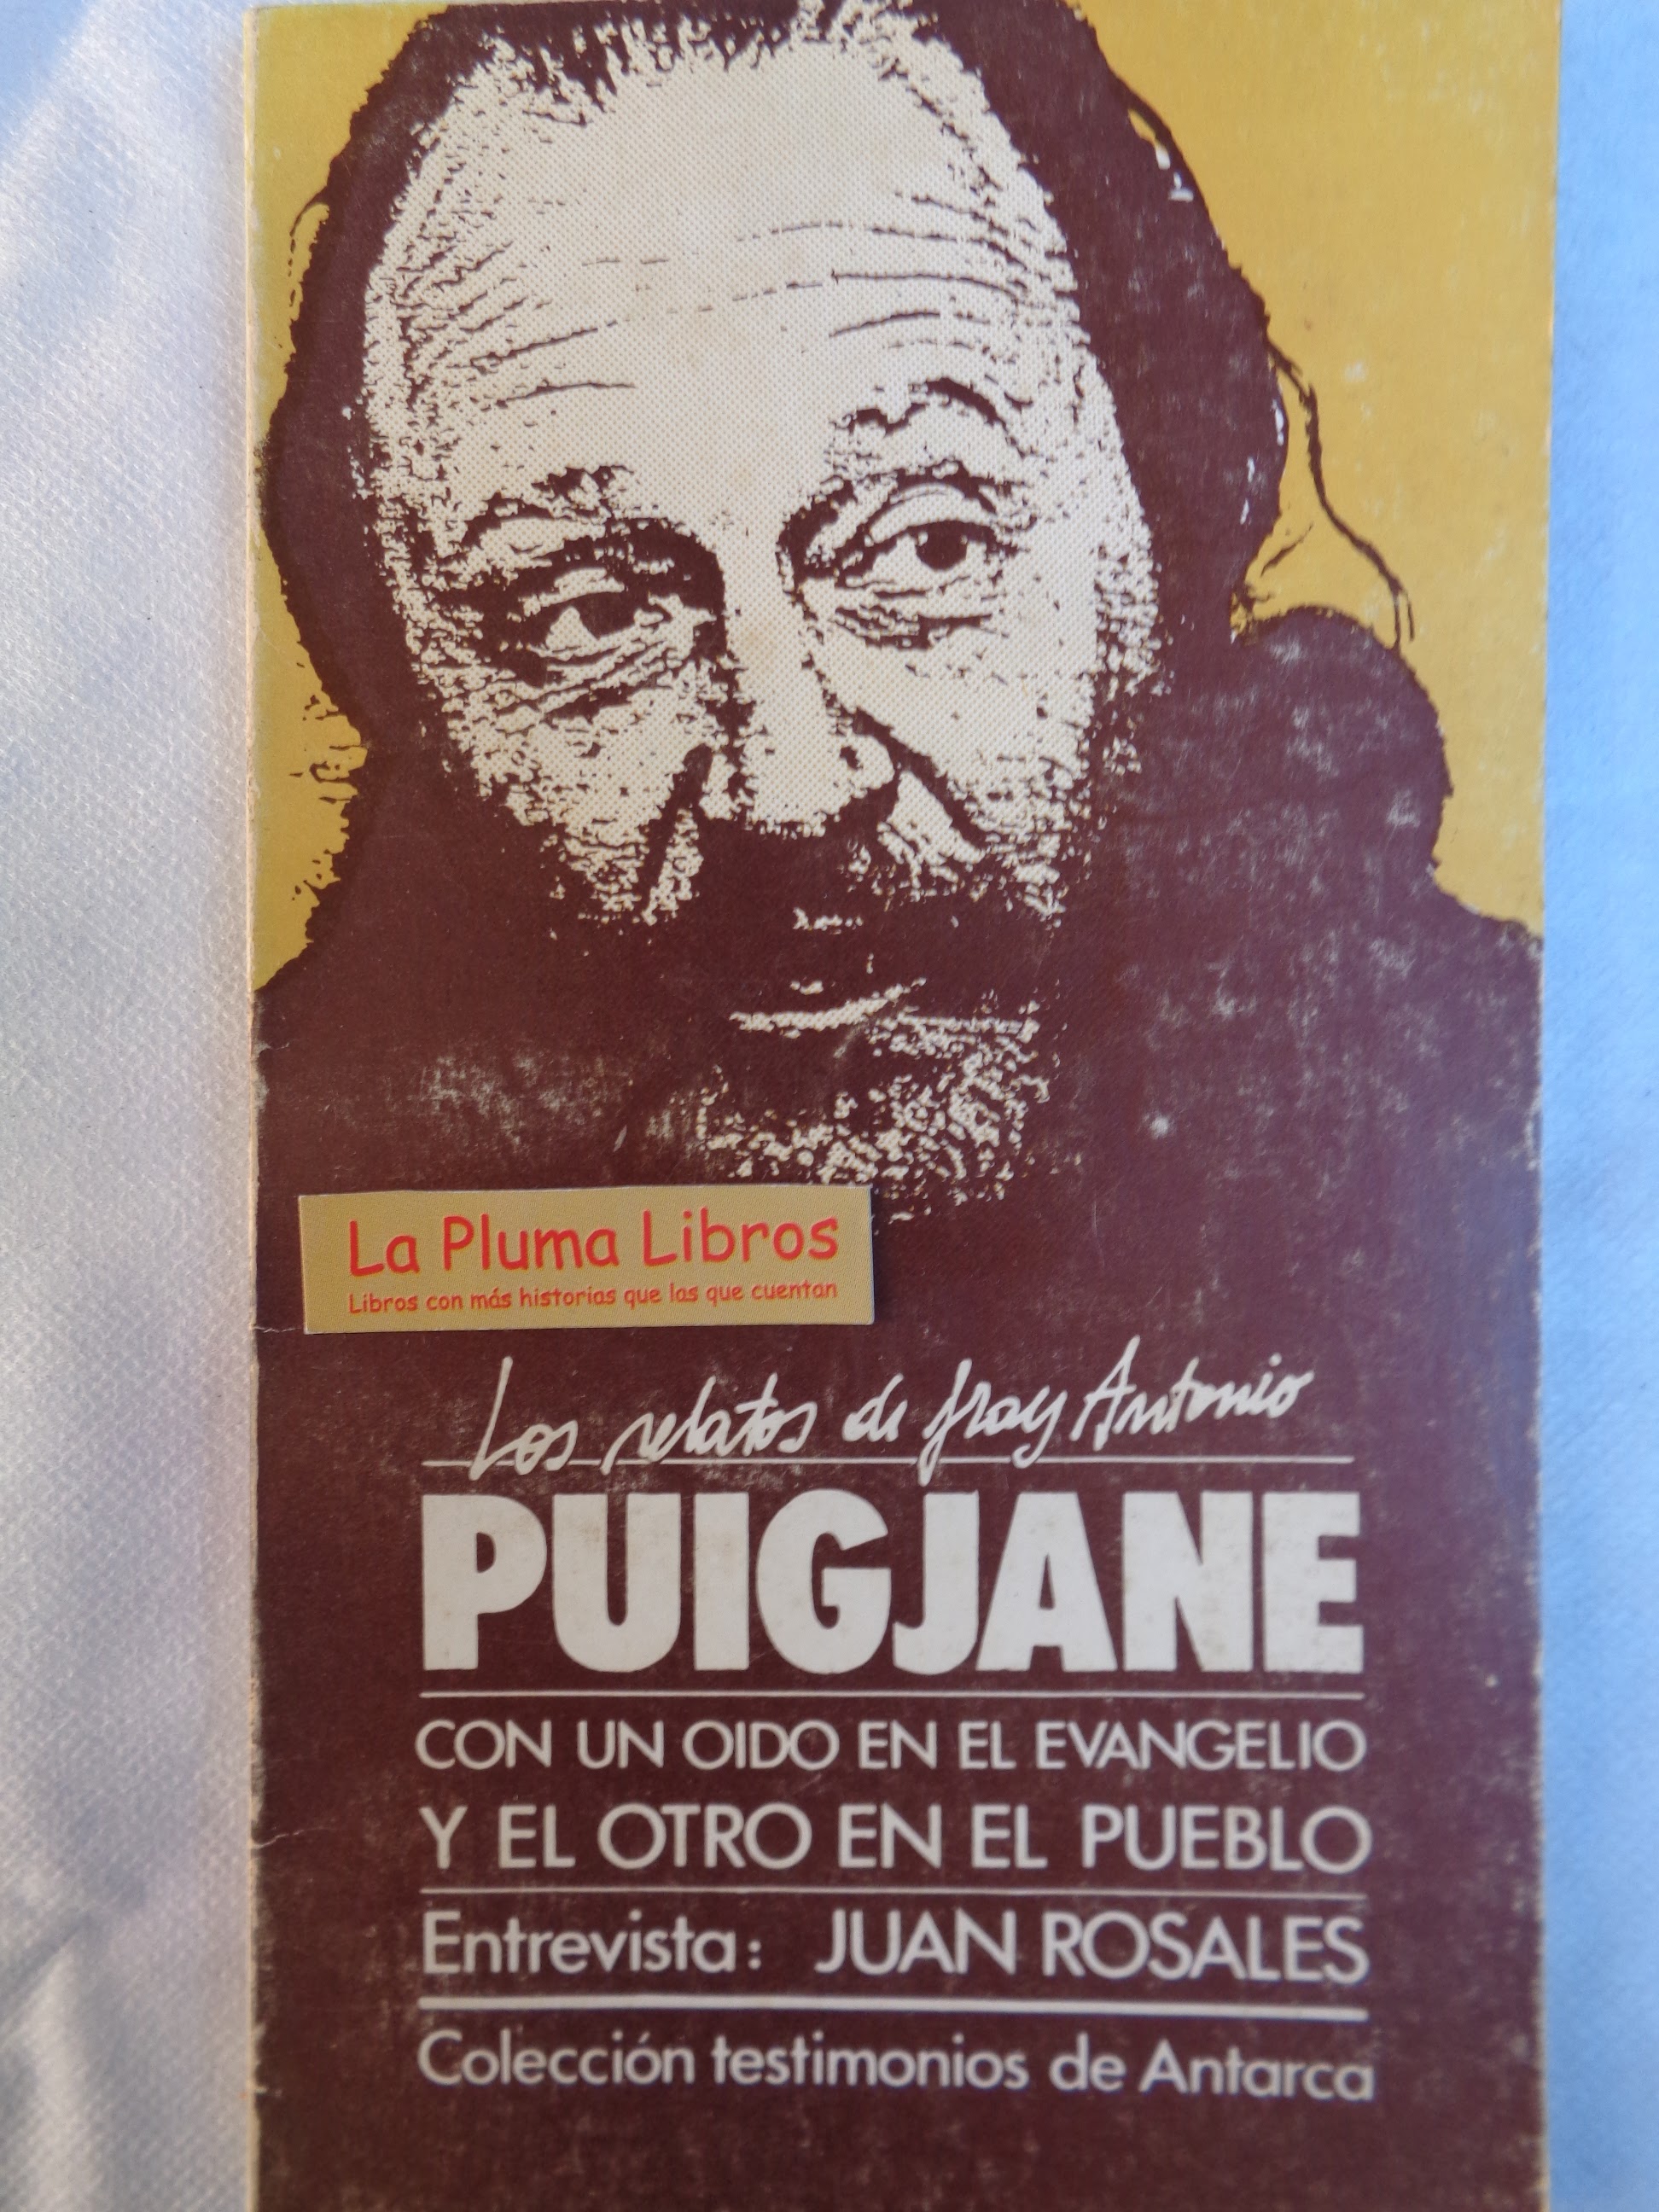 La Pluma Libros
Libros con más historias que las que cuentan
Los relatos de fray Antonio
PUIGJANE
CON UN OIDO EN EL EVANGELIO
Y EL OTRO EN EL PUEBLO
Entrevista: JUAN ROSALES
Colección testimonios de Antarca